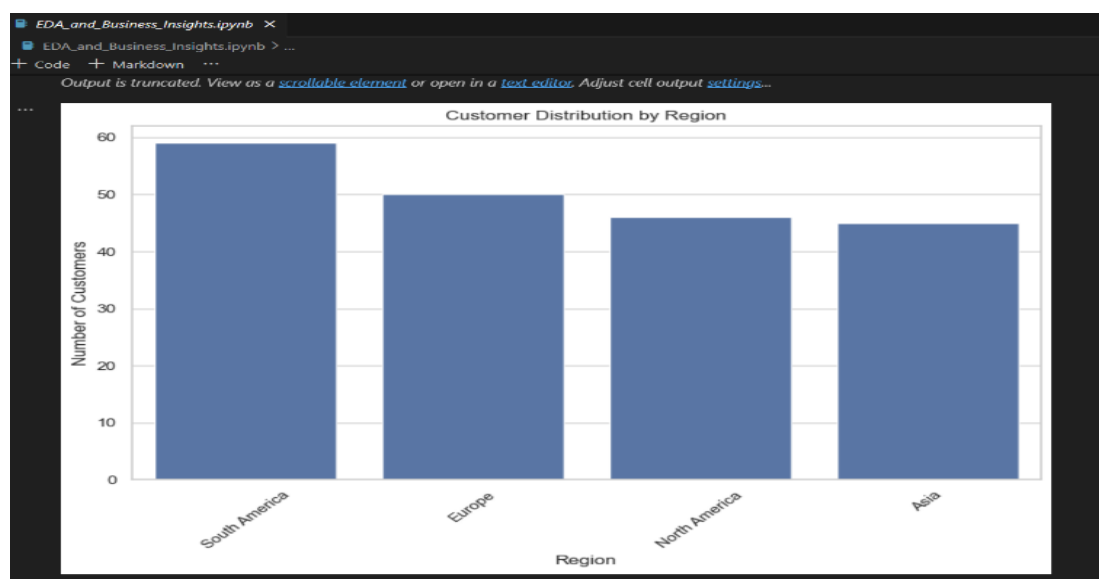 EDA_and_Business_Insights.ipynb ×
EDA_and_Business_Insights.ipynb > ...
+ Code + Markdown ...
Output is truncated. View as a scrollable element or open in a text editor. Adjust cell output settings...
...
Customer Distribution by Region
60
50
40
30
20
10
0
Number of Customers
South America
Europe
North America
Asia
Region